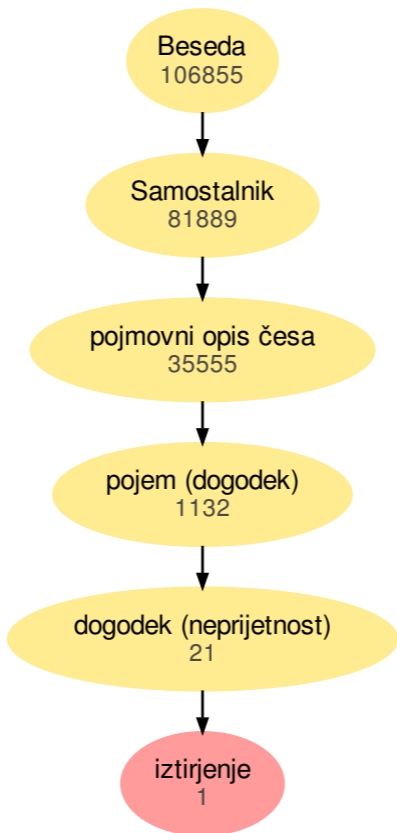 Beseda
106855
Samostalnik
81889
pojmovni opis česa
35555
pojem (dogodek)
1132
dogodek (neprijetnost)
21
iztirjenje
1